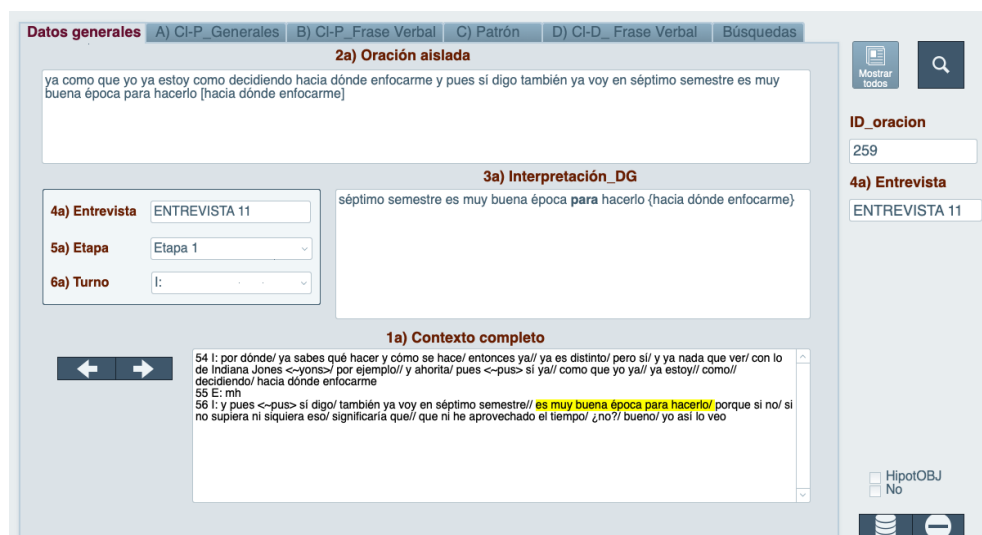 Datos generales A) Cl-P_Generales B) Cl-P_Frase Verbal C) Patrón D) Cl-D_ Frase Verbal Búsquedas
2a) Oración aislada
ya como que yo ya estoy como decidiendo hacia dónde enfocarme y pues sí digo también ya voy en séptimo semestre es muy
buena época para hacerlo [hacia dónde enfocarme]
Mostrar
todos
ID_oracion
259
4a) Entrevista
ENTREVISTA 11
3a) Interpretación_DG
séptimo semestre es muy buena época para hacerlo {hacia dónde enfocarme}
4a) Entrevista ENTREVISTA 11
5a) Etapa Etapa 1
6a) Turno I:
1a) Contexto completo
54 I: por dónde/ ya sabes qué hacer y cómo se hace/ entonces ya// ya es distinto/ pero sí/ y ya nada que ver/ con lo
de Indiana Jones <~yons>/ por ejemplo// y ahorita/ pues <~pus> sí ya// como que yo ya// ya estoy// como//
decidiendo/ hacia dónde enfocarme
55 E: mh
56 I: y pues <~pus> sí digo/ también ya voy en séptimo semestre// es muy buena época para hacerlo/ porque si no/ si
no supiera ni siquiera eso/ significaría que// que ni he aprovechado el tiempo/ ¿no?/ bueno/ yo así lo veo
HipotOBJ
No